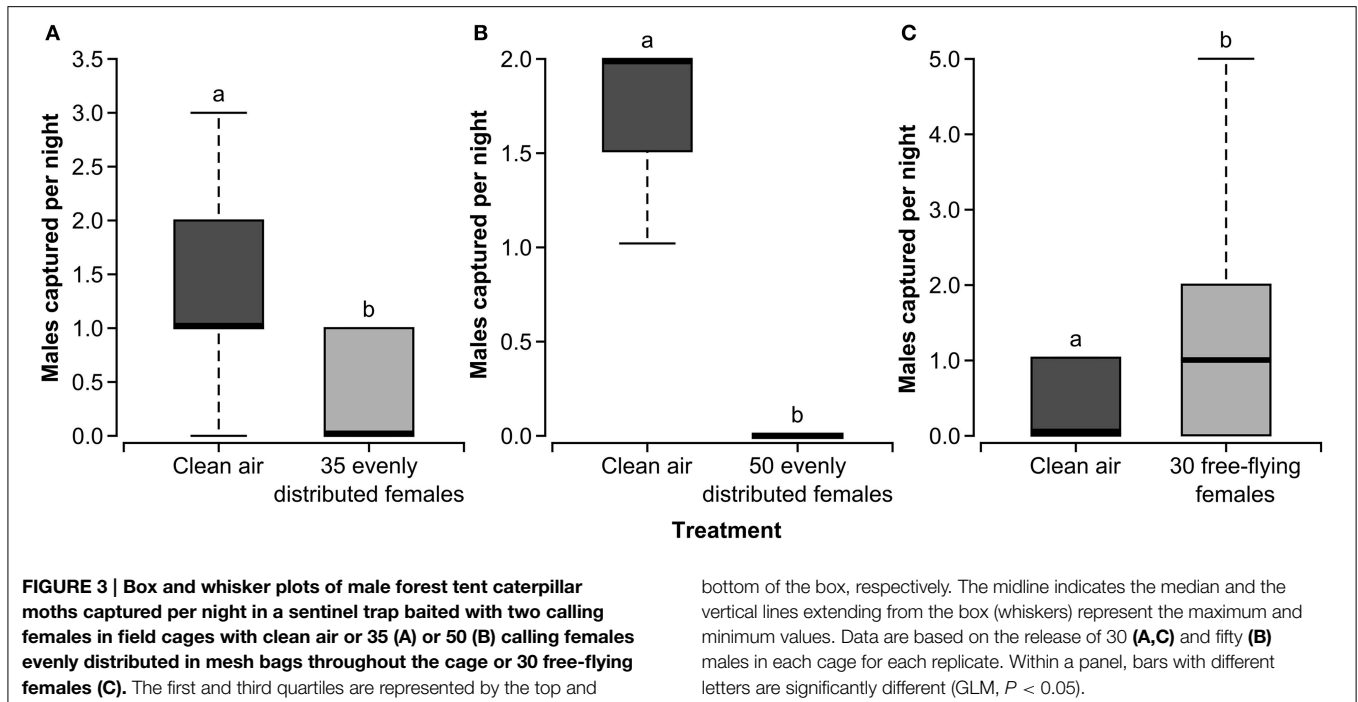 A
Males captured per night
3.5
3.0
2.5
2.0
1.5
1.0
0.5
0.0
a
b
Clean air
35 evenly
distributed females
B
Males captured per night
2.0
1.5
1.0
0.5
0.0
a
b
Clean air
50 evenly
distributed females
C
Males captured per night
5.0
4.0
3.0
2.0
1.0
0.0
a
b
Clean air
30 free-flying
females
Treatment
FIGURE 3 | Box and whisker plots of male forest tent caterpillar
moths captured per night in a sentinel trap baited with two calling
females in field cages with clean air or 35 (A) or 50 (B) calling females
evenly distributed in mesh bags throughout the cage or 30 free-flying
females (C). The first and third quartiles are represented by the top and
bottom of the box, respectively. The midline indicates the median and the
vertical lines extending from the box (whiskers) represent the maximum and
minimum values. Data are based on the release of 30 (A,C) and fifty (B)
males in each cage for each replicate. Within a panel, bars with different
letters are significantly different (GLM, P < 0.05).